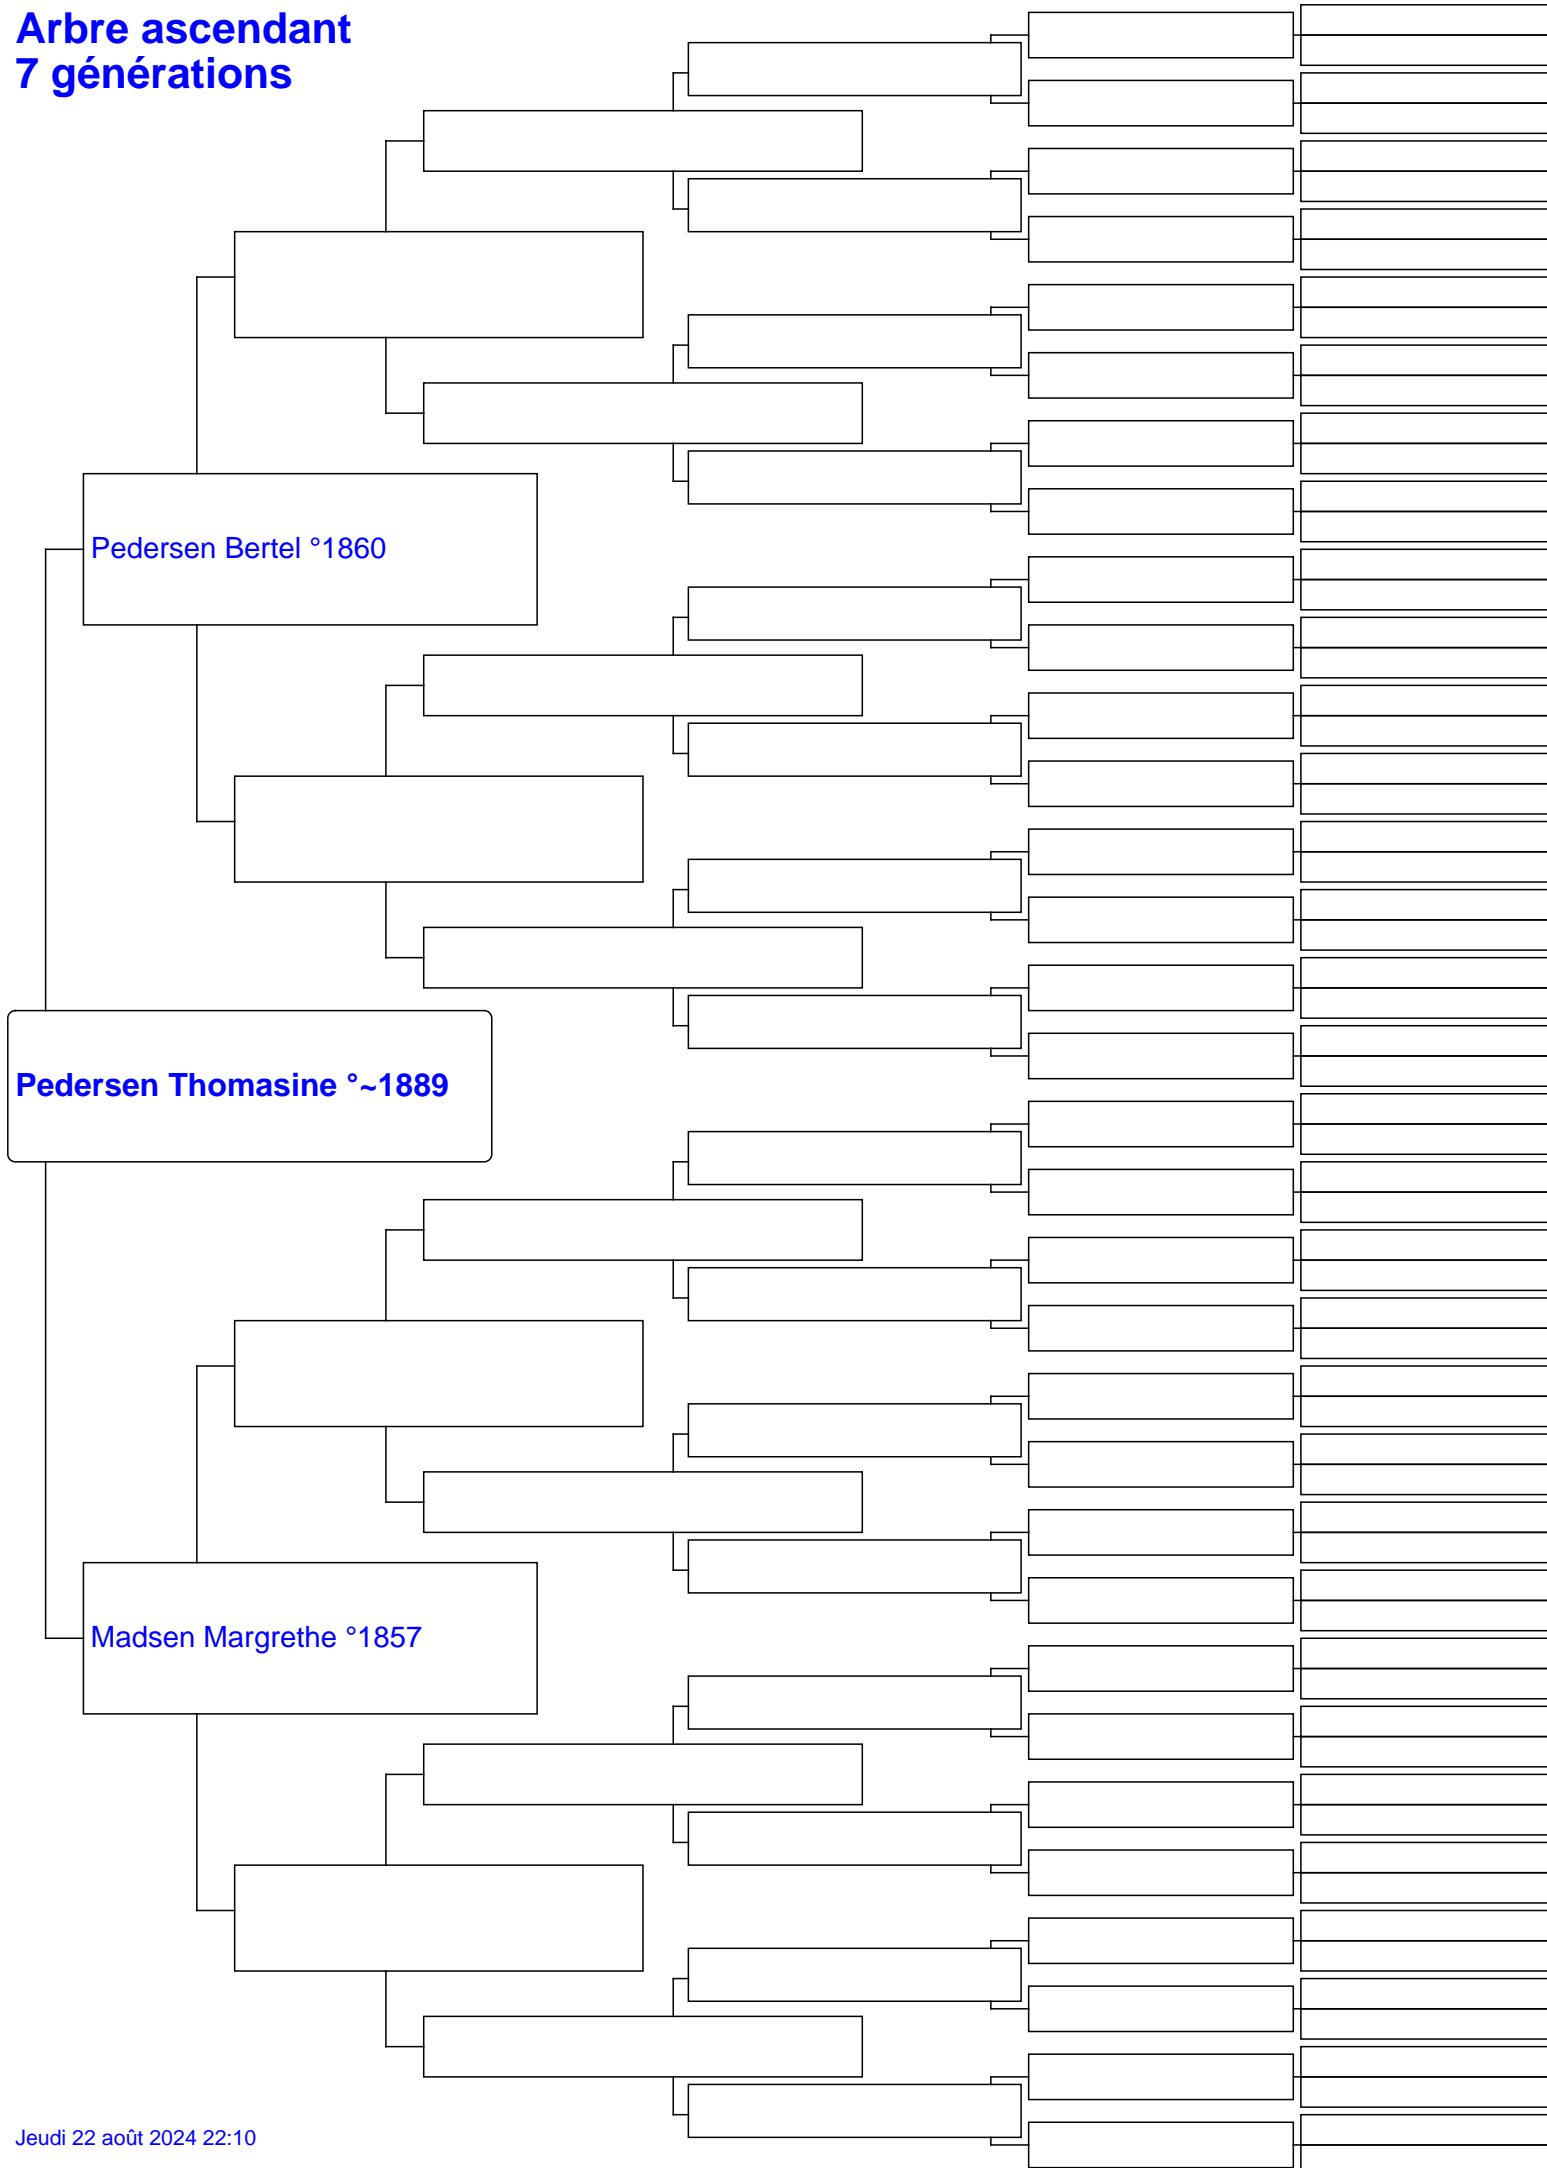 Arbre ascendant
7 générations
Pedersen Bertel °1860
Pedersen Thomasine °~1889
Madsen Margrethe °1857
Jeudi 22 août 2024 22:10